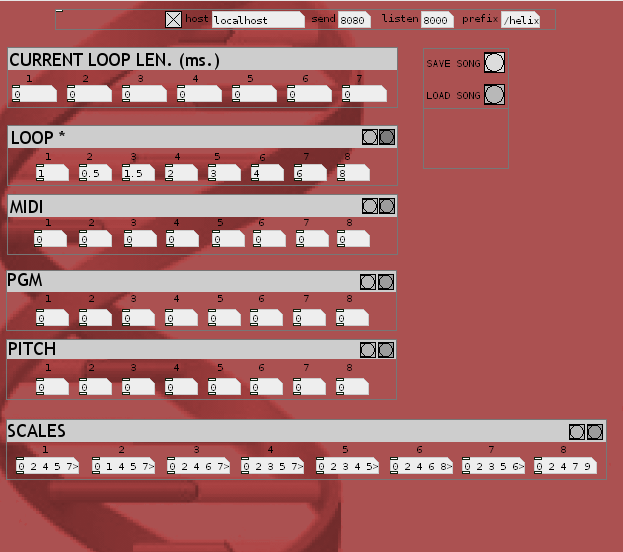 host localhost send 8080 listen 8000 prefix /helix
CURRENT LOOP LEN. (ms.)
1 2 3 4 5 6 7
0 0 0 0 0 0 0
SAVE SONG
LOAD SONG
LOOP *
1 2 3 4 5 6 7 8
1 0.5 1.5 2 3 4 6 8
MIDI
1 2 3 4 5 6 7 8
0 0 0 0 0 0 0 0
PGM
1 2 3 4 5 6 7 8
0 0 0 0 0 0 0 0
PITCH
1 2 3 4 5 6 7 8
0 0 0 0 0 0 0 0
SCALES
1 2 3 4 5 6 7 8
0 2 4 5 7> 0 1 4 5 7> 0 2 4 6 7> 0 2 3 5 7> 0 2 3 4 5> 0 2 4 6 8> 0 2 3 5 6> 0 2 4 7 9